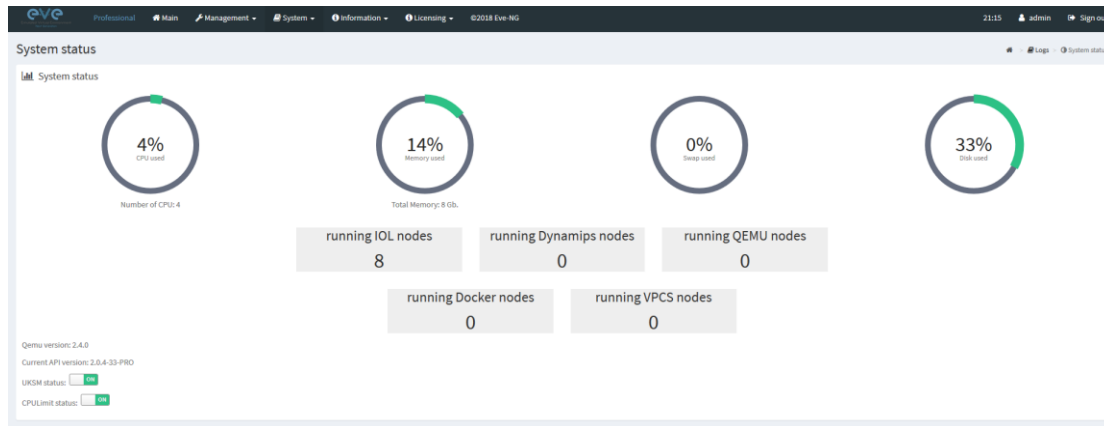 eve Professional Main Management System Information Licensing ©2018 Eve-NG 21:15 admin Sign ou
System status Logs System statu
System status
4% 14% 0% 33%
CPU used Memory used Swap used Disk used
Number of CPU: 4 Total Memory: 8 Gb.
running IOL nodes running Dynamips nodes running QEMU nodes
8 0 0
running Docker nodes running VPCS nodes
0 0
Qemu version: 2.4.0
Current API version: 2.0.4-33-PRO
UKSM status: ON
CPULimit status: ON